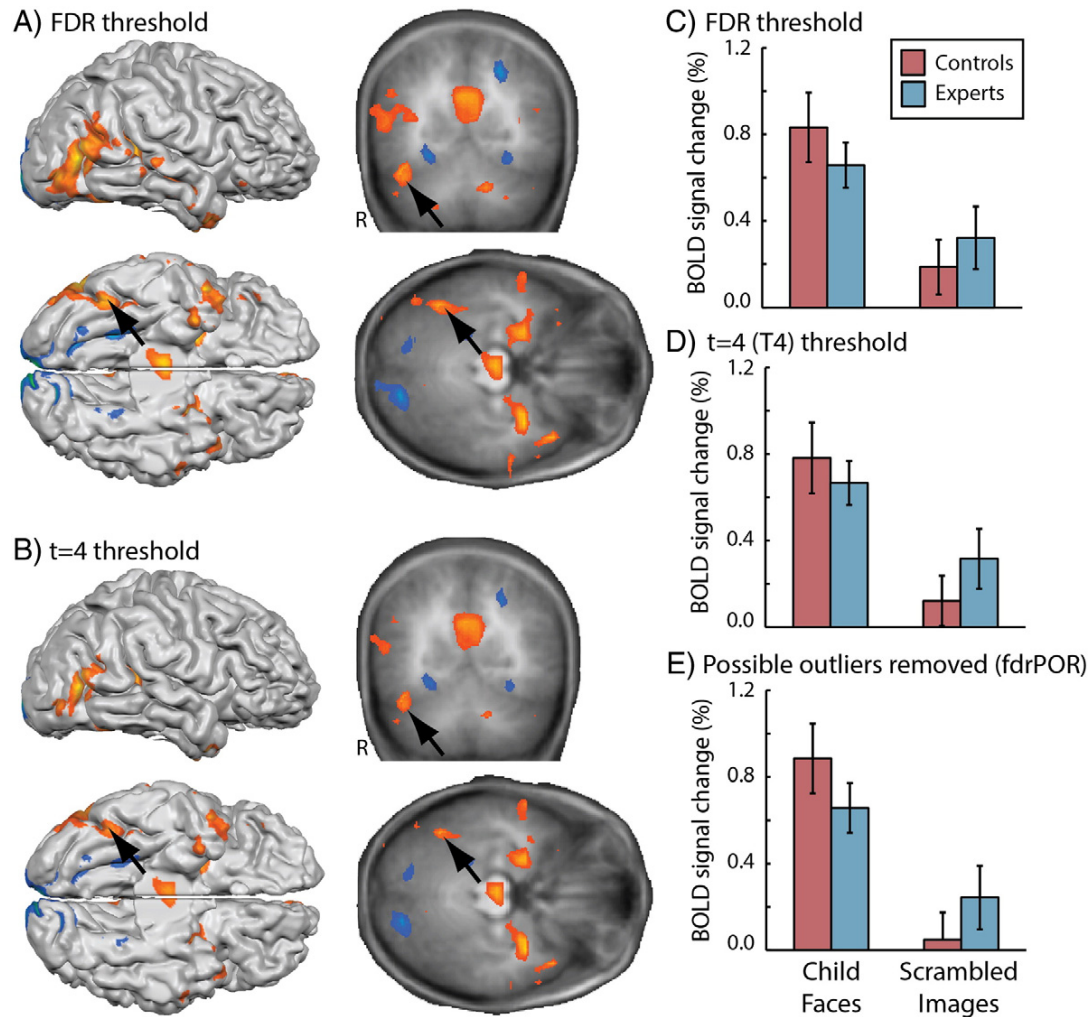 A) FDR threshold
R
B) t=4 threshold
R
C) FDR threshold
Controls
Experts
BOLD signal change (%)
1.2
0.8
0.4
0.0
D) t=4 (T4) threshold
BOLD signal change (%)
1.2
0.8
0.4
0.0
E) Possible outliers removed (fdrPOR)
BOLD signal change (%)
1.2
0.8
0.4
0.0
Child
Faces
Scrambled
Images